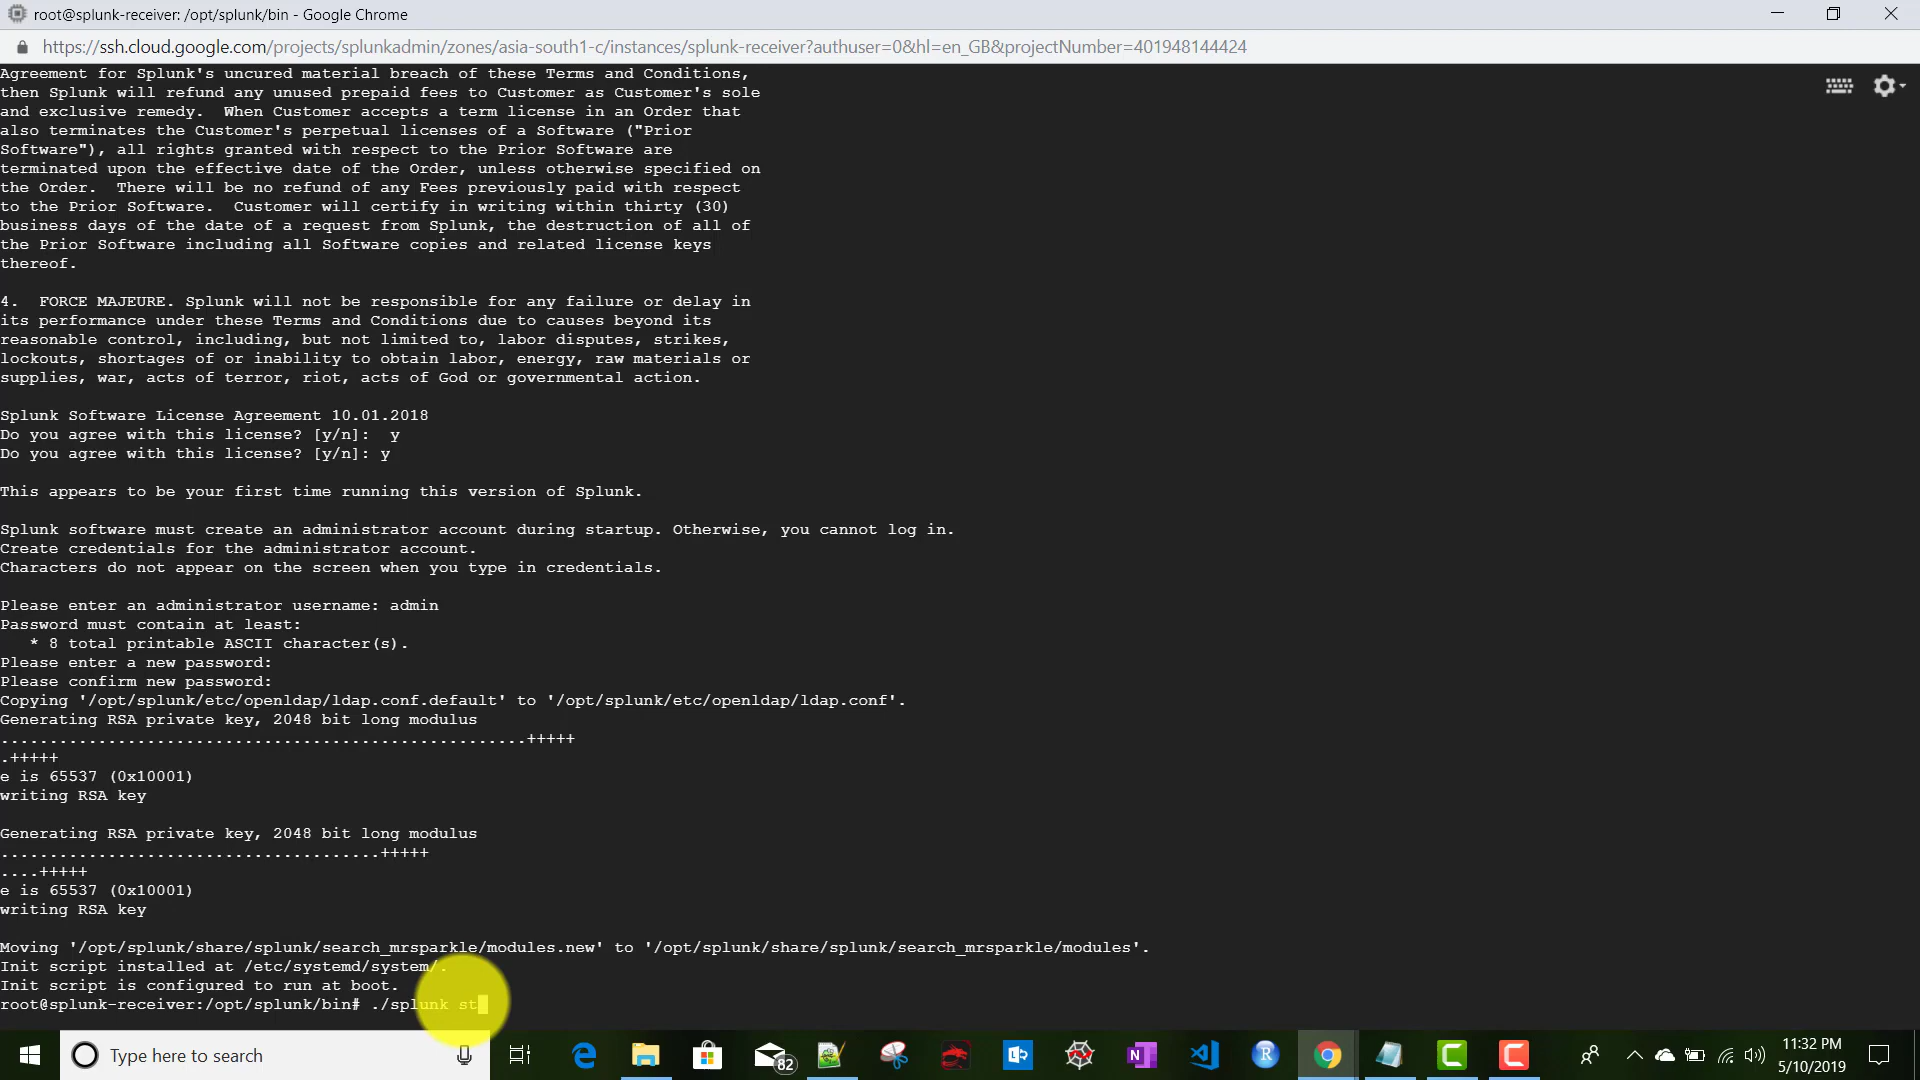 root@splunk-receiver: /opt/splunk/bin - Google Chrome
https://ssh.cloud.google.com/projects/splunkadmin/zones/asia-south1-c/instances/splunk-receiver?authuser=0&hl=en_GB&projectNumber=401948144424
Agreement for Splunk's uncured material breach of these Terms and Conditions,
then Splunk will refund any unused prepaid fees to Customer as Customer's sole
and exclusive remedy.  When Customer accepts a term license in an Order that
also terminates the Customer's perpetual licenses of a Software ("Prior
Software"), all rights granted with respect to the Prior Software are
terminated upon the effective date of the Order, unless otherwise specified on
the Order.  There will be no refund of any Fees previously paid with respect
to the Prior Software.  Customer will certify in writing within thirty (30)
business days of the date of a request from Splunk, the destruction of all of
the Prior Software including all Software copies and related license keys
thereof.
4.  FORCE MAJEURE. Splunk will not be responsible for any failure or delay in
its performance under these Terms and Conditions due to causes beyond its
reasonable control, including, but not limited to, labor disputes, strikes,
lockouts, shortages of or inability to obtain labor, energy, raw materials or
supplies, war, acts of terror, riot, acts of God or governmental action.
Splunk Software License Agreement 10.01.2018
Do you agree with this license? [y/n]:  y
Do you agree with this license? [y/n]: y
This appears to be your first time running this version of Splunk.
Splunk software must create an administrator account during startup. Otherwise, you cannot log in.
Create credentials for the administrator account.
Characters do not appear on the screen when you type in credentials.
Please enter an administrator username: admin
Password must contain at least:
   * 8 total printable ASCII character(s).
Please enter a new password:
Please confirm new password:
Copying '/opt/splunk/etc/openldap/ldap.conf.default' to '/opt/splunk/etc/openldap/ldap.conf'.
Generating RSA private key, 2048 bit long modulus
......................................................+++++
.+++++
e is 65537 (0x10001)
writing RSA key
Generating RSA private key, 2048 bit long modulus
.......................................+++++
....+++++
e is 65537 (0x10001)
writing RSA key
Moving '/opt/splunk/share/splunk/search_mrsparkle/modules.new' to '/opt/splunk/share/splunk/search_mrsparkle/modules'.
Init script installed at /etc/systemd/system/.
Init script is configured to run at boot.
root@splunk-receiver:/opt/splunk/bin# ./splunk st
Type here to search
82
11:32 PM
5/10/2019